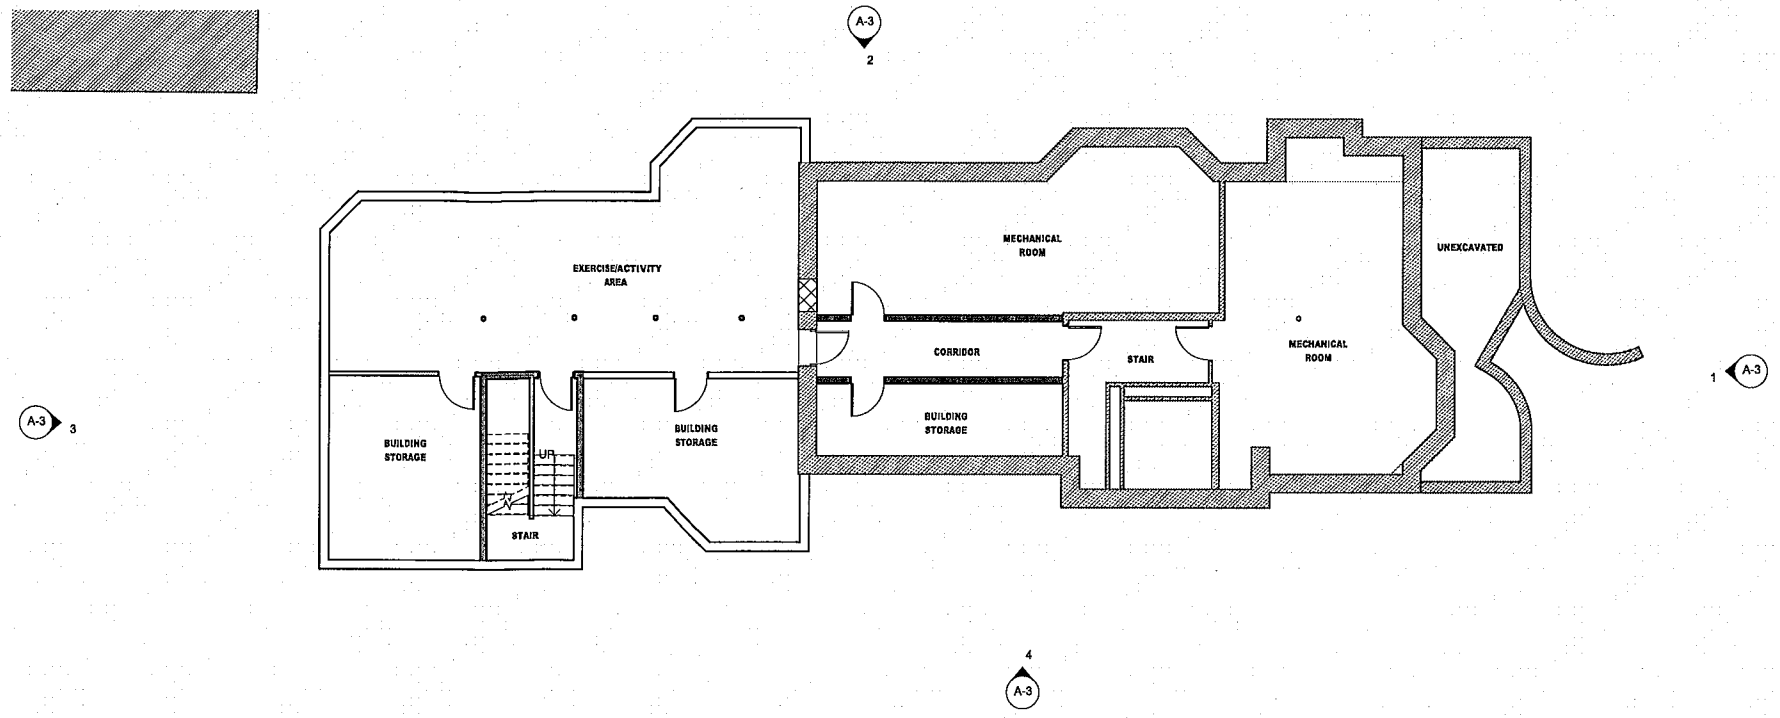 A-3
2
MECHANICAL
ROOM
UNEXCAVATED
EXERCISE/ACTIVITY
AREA
CORRIDOR
STAIR
MECHANICAL
ROOM
A-3
1
A-3
3
BUILDING
STORAGE
BUILDING
STORAGE
BUILDING
STORAGE
UP
STAIR
4
A-3